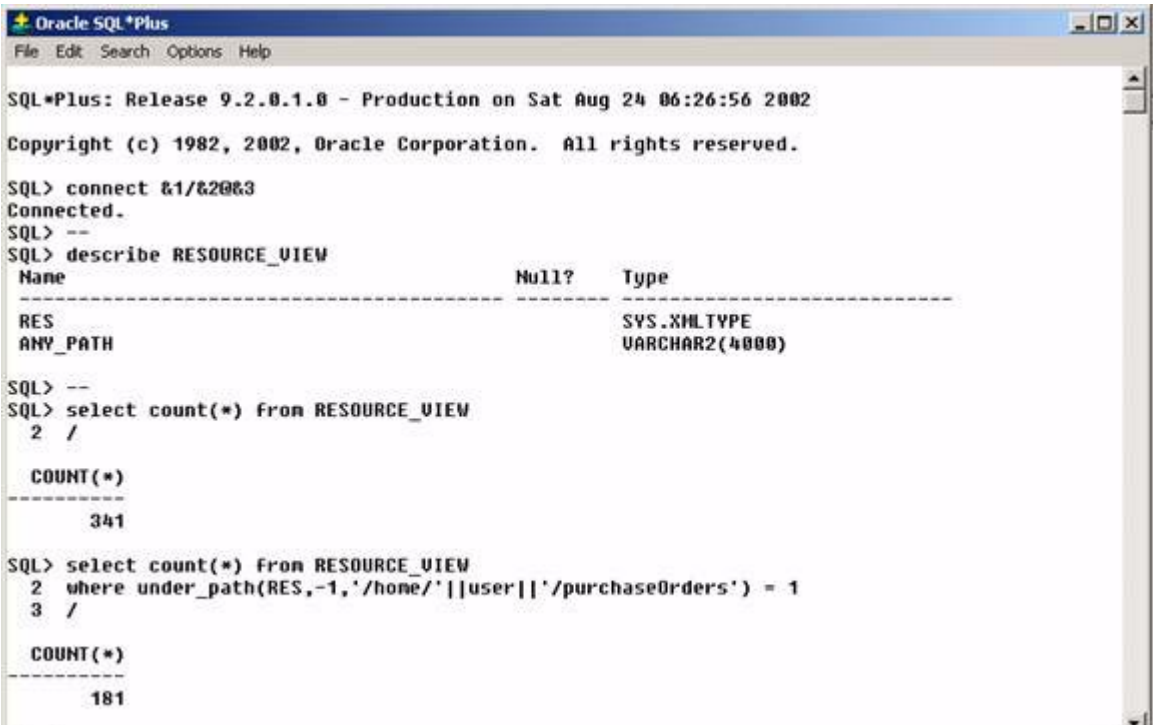 Oracle SQL*Plus
File Edit Search Options Help
SQL*Plus: Release 9.2.0.1.0 - Production on Sat Aug 24 06:26:56 2002
Copyright (c) 1982, 2002, Oracle Corporation.  All rights reserved.
SQL> connect &1/&2@&3
Connected.
SQL> --
SQL> describe RESOURCE_VIEW
 Name                                      Null?    Type
 ----------------------------------------- -------- ----------------------------
 RES                                                SYS.XMLTYPE
 ANY_PATH                                           VARCHAR2(4000)
SQL> --
SQL> select count(*) from RESOURCE_VIEW
  2  /
  COUNT(*)
----------
       341
SQL> select count(*) from RESOURCE_VIEW
  2  where under_path(RES,-1,'/home/'||user||'/purchaseOrders') = 1
  3  /
  COUNT(*)
----------
       181